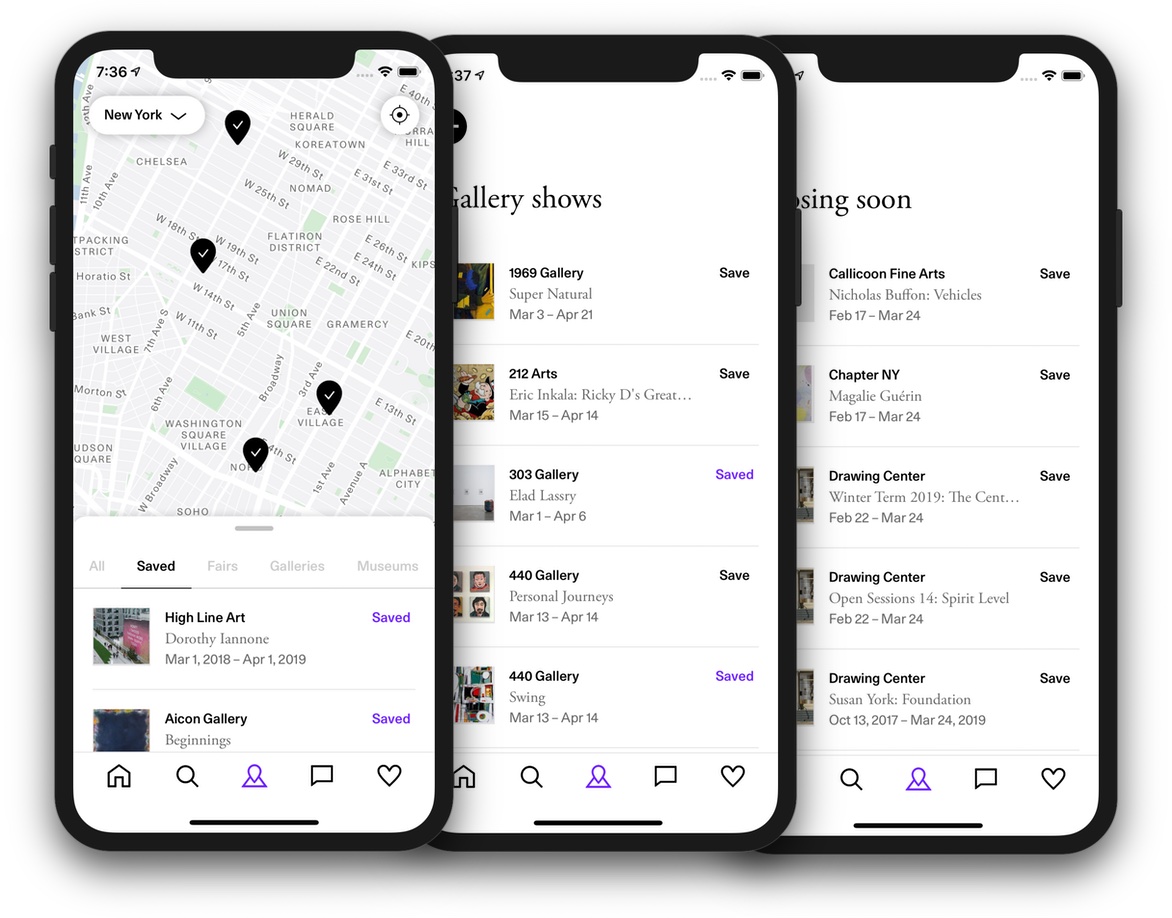 7:36
New York
E 40th St
HERALD
SQUARE
KOREATOWN
HILL
CHELSEA
W 29th St
E 33rd St
E 31st St
11th Ave
10th Ave
W 25th St
NOMAD
ROSE HILL
W 18th St
W 19th St
17th St
FLATIRON
DISTRICT
E 26th St
E 24th St
E 22nd St
KIPS
TPACKING
STRICT
Horatio St
W 14th St
Bank St
7th Ave S
W 11th St
5th Ave
UNION
SQUARE
GRAMERCY
E 20th
WEST
VILLAGE
Morton St
6th Ave
Broadway
3rd Ave
E 13th St
EAS
VILLAGE
WASHINGTON
SQUARE
VILLAGE
UDSON
QUARE
4th St
NOHO
W Broadway
1st Ave
Avenue A
ALPHABET
CITY
SOHO
All
Saved
Fairs
Galleries
Museums
High Line Art
Saved
Dorothy Iannone
Mar 1, 2018 – Apr 1, 2019
Aicon Gallery
Saved
Beginnings
:37
Gallery shows
1969 Gallery
Save
Super Natural
Mar 3 – Apr 21
212 Arts
Save
Eric Inkala: Ricky D's Great…
Mar 15 – Apr 14
303 Gallery
Saved
Elad Lassry
Mar 1 – Apr 6
440 Gallery
Save
Personal Journeys
Mar 13 – Apr 14
440 Gallery
Saved
Swing
Mar 13 – Apr 14
osing soon
Callicoon Fine Arts
Save
Nicholas Buffon: Vehicles
Feb 17 – Mar 24
Chapter NY
Save
Magalie Guérin
Feb 17 – Mar 24
Drawing Center
Save
Winter Term 2019: The Cent…
Feb 22 – Mar 24
Drawing Center
Save
Open Sessions 14: Spirit Level
Feb 22 – Mar 24
Drawing Center
Save
Susan York: Foundation
Oct 13, 2017 – Mar 24, 2019